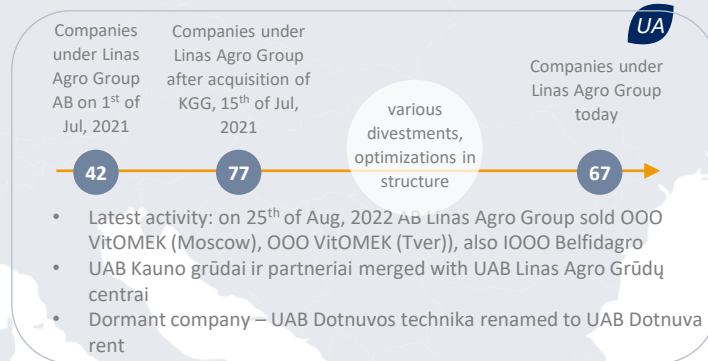 UA
Companies
under Linas
Agro Group
AB on 1st of
Jul, 2021
Companies under
Linas Agro Group
after acquisition of
KGG, 15th of Jul,
2021
various
divestments,
optimizations in
structure
Companies under
Linas Agro Group
today
42
77
67
• Latest activity: on 25th of Aug, 2022 AB Linas Agro Group sold OOO
VitOMEK (Moscow), OOO VitOMEK (Tver)), also IOOO Belfidagro
• UAB Kauno grūdai ir partneriai merged with UAB Linas Agro Grūdų
centrai
• Dormant company – UAB Dotnuvos technika renamed to UAB Dotnuva
rent